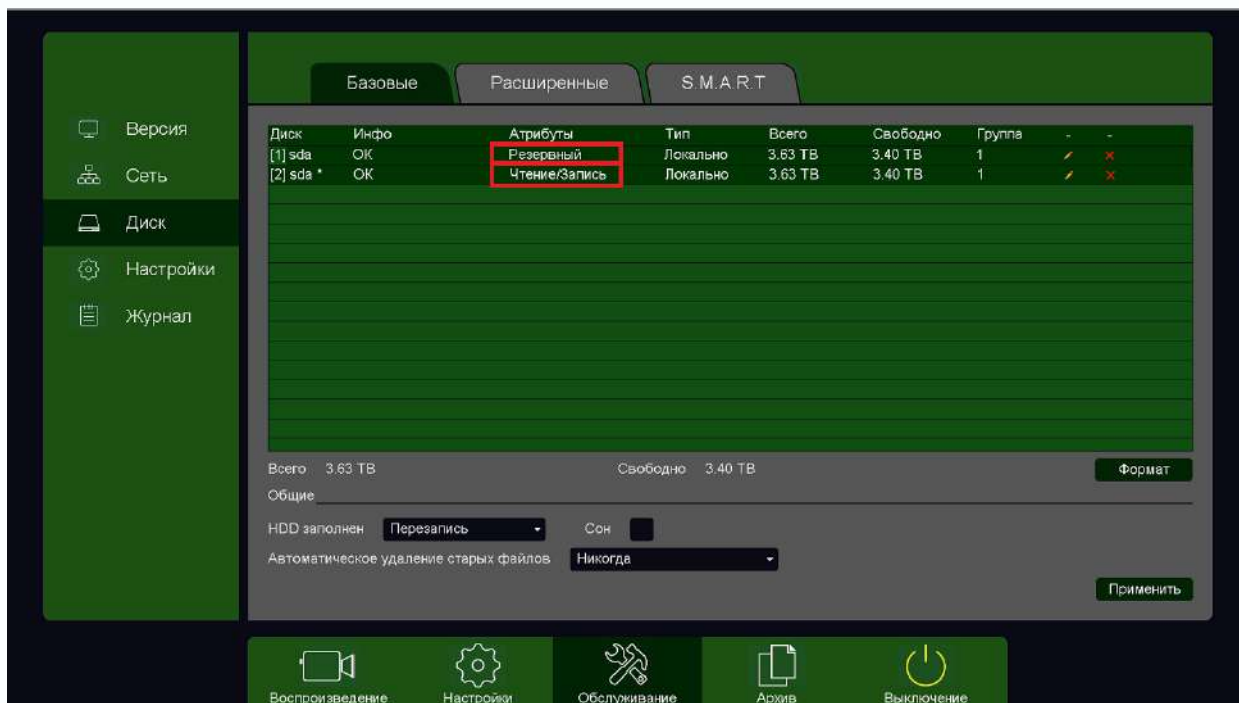 Базовые Расширенные S.M.A.R.T
Версия
Сеть
Диск
Настройки
Журнал
Диск Инфо Атрибуты Тип Всего Свободно Группа - -
[1] sda OK Резервный Локально 3.63 TB 3.40 TB 1
[2] sda * OK Чтение/Запись Локально 3.63 TB 3.40 TB 1
Всего 3.63 TB Свободно 3.40 TB Формат
Общие
HDD заполнен Перезапись Сон
Автоматическое удаление старых файлов Никогда
Применить
Воспроизведение Настройки Обслуживание Архив Выключение